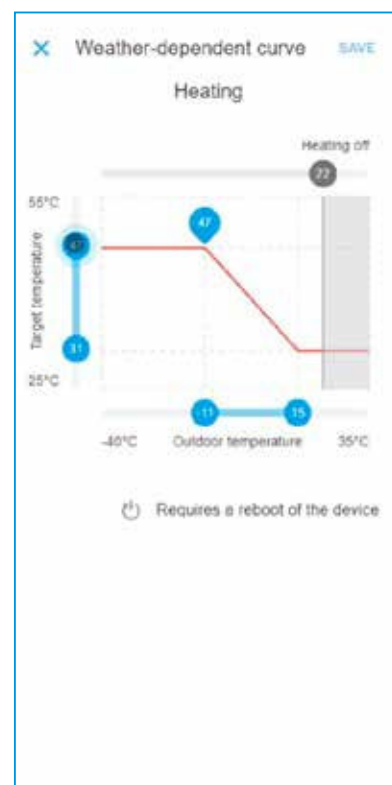 Weather-dependent curve SAVE
Heating
Heating off
22
55°C
47
47
Target temperature
31
25°C
-11 15
-40°C Outdoor temperature 35°C
Requires a reboot of the device